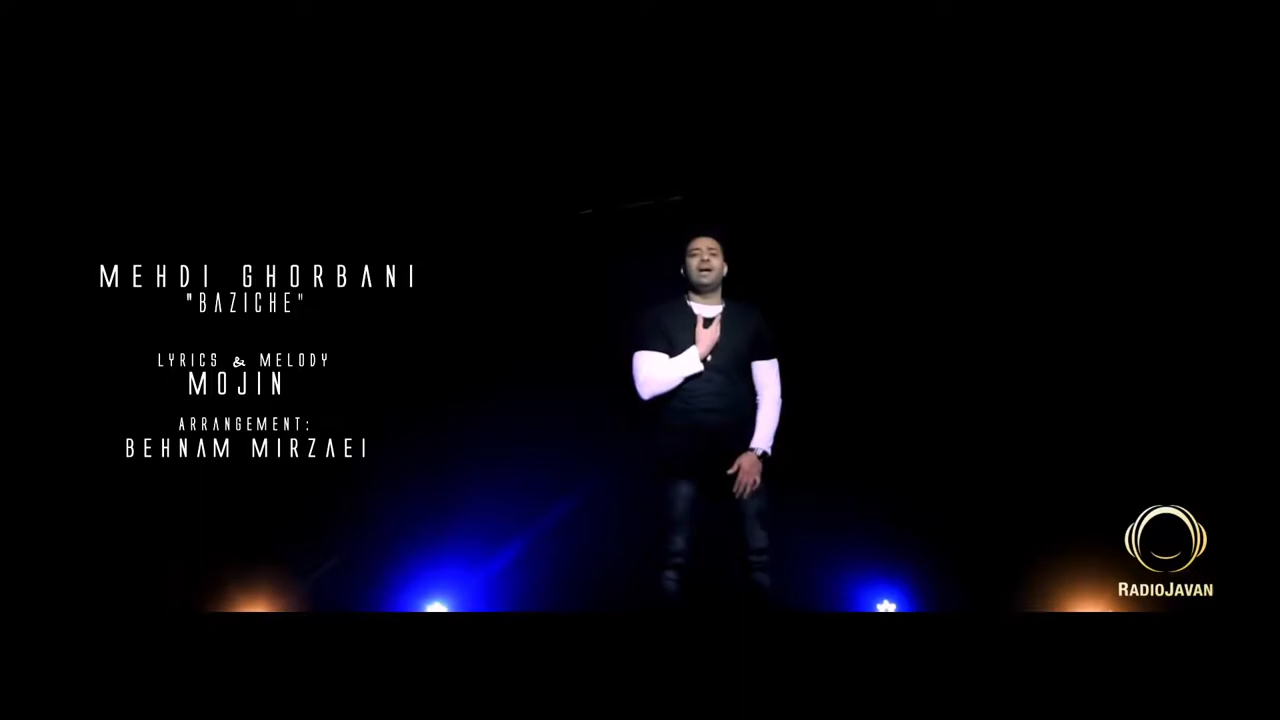 MEHDI GHORBANI
"BAZICHE"
LYRICS & MELODY
MOJIN
ARRANGEMENT:
BEHNAM MIRZAEI
RADIOJAVAN